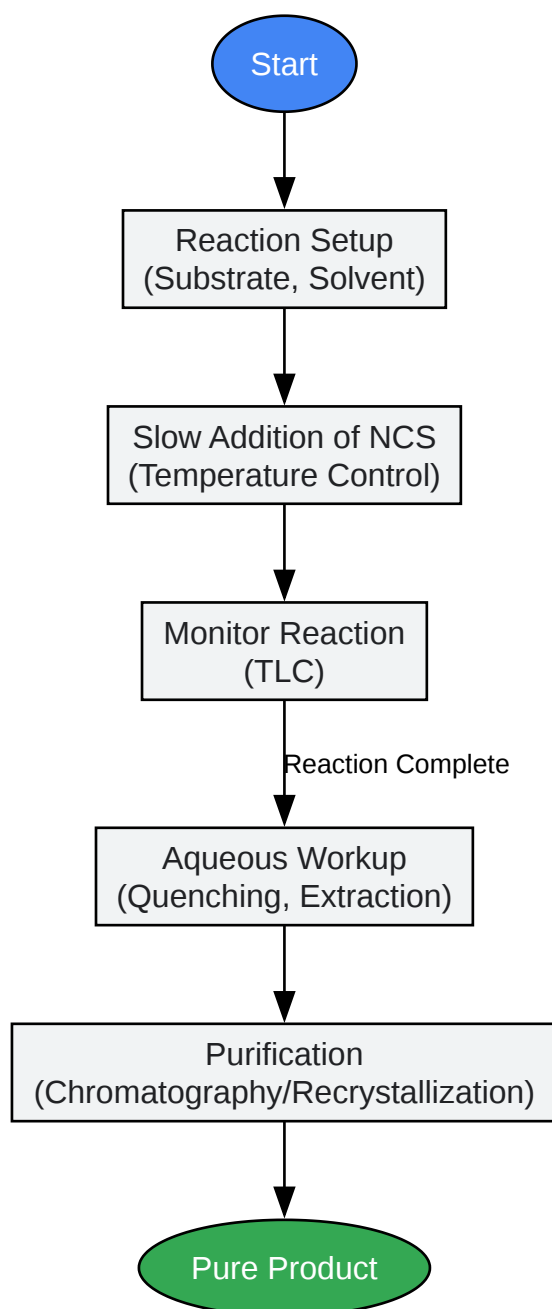 Start
Reaction Setup
(Substrate, Solvent)
Slow Addition of NCS
(Temperature Control)
Monitor Reaction
(TLC)
Reaction Complete
Aqueous Workup
(Quenching, Extraction)
Purification
(Chromatography/Recrystallization)
Pure Product